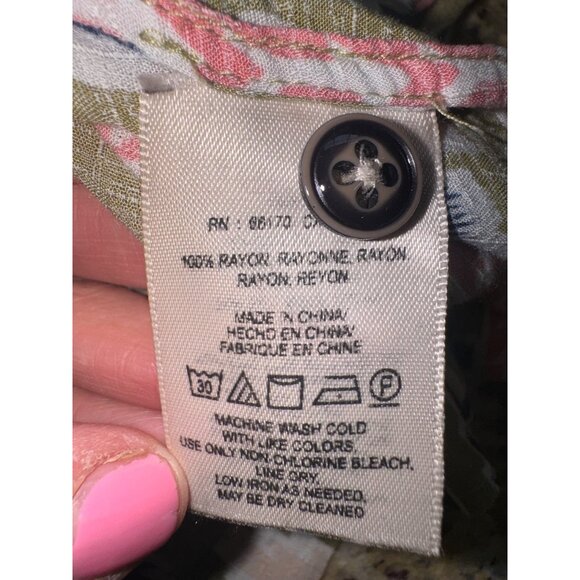 RN : 66170 CA
100% RAYON, RAYONNE, RAYON,
RAYON, REYON
MADE IN CHINA/
HECHO EN CHINA/
FABRIQUE EN CHINE
30 P
MACHINE WASH COLD
WITH LIKE COLORS.
USE ONLY NON CHLORINE BLEACH.
LINE DRY.
LOW IRON AS NEEDED.
MAY BE DRY CLEANED